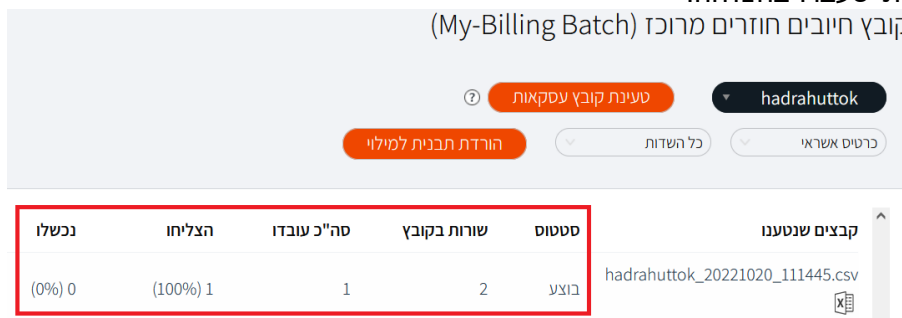 קובץ חיובים חוזרים מרוכז (My-Billing Batch)
hadrahuttok טעינת קובץ עסקאות ?
כרטיס אשראי כל השדות הורדת תבנית למילוי
קבצים שנטענו סטטוס שורות בקובץ סה"כ עובדו הצליחו נכשלו
hadrahuttok_20221020_111445.csv בוצע 2 1 1 (100%) 0 (0%)